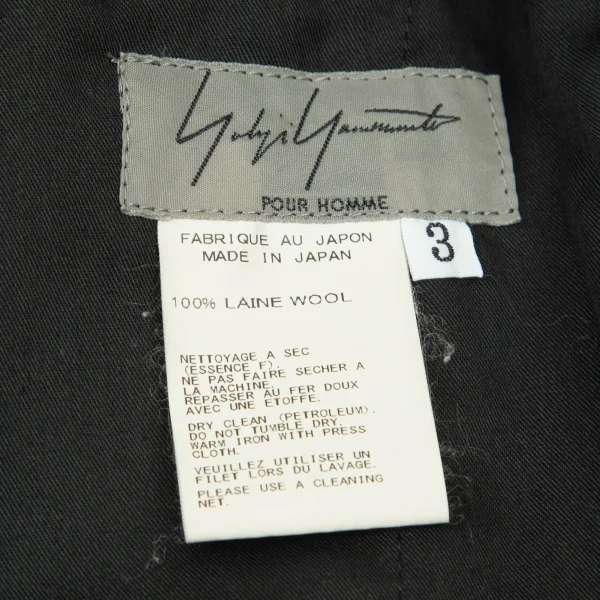 Yohji Yamamoto
POUR HOMME
3
FABRIQUE AU JAPON
MADE IN JAPAN
100% LAINE WOOL
NETTOYAGE A SEC
(ESSENCE F).
NE PAS FAIRE SECHER A
LA MACHINE.
REPASSER AU FER DOUX
AVEC UNE ETOFFE.
DRY CLEAN (PETROLEUM).
DO NOT TUMBLE DRY.
WARM IRON WITH PRESS
CLOTH.
VEUILLEZ UTILISER UN
FILET LORS DU LAVAGE.
PLEASE USE A CLEANING
NET.